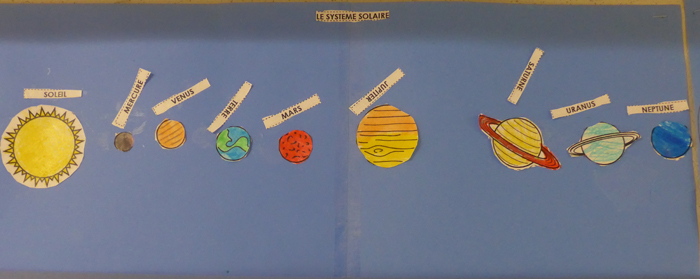 LE SYSTEME SOLAIRE
SOLEIL
MERCURE
VENUS
TERRE
MARS
JUPITER
SATURNE
URANUS
NEPTUNE